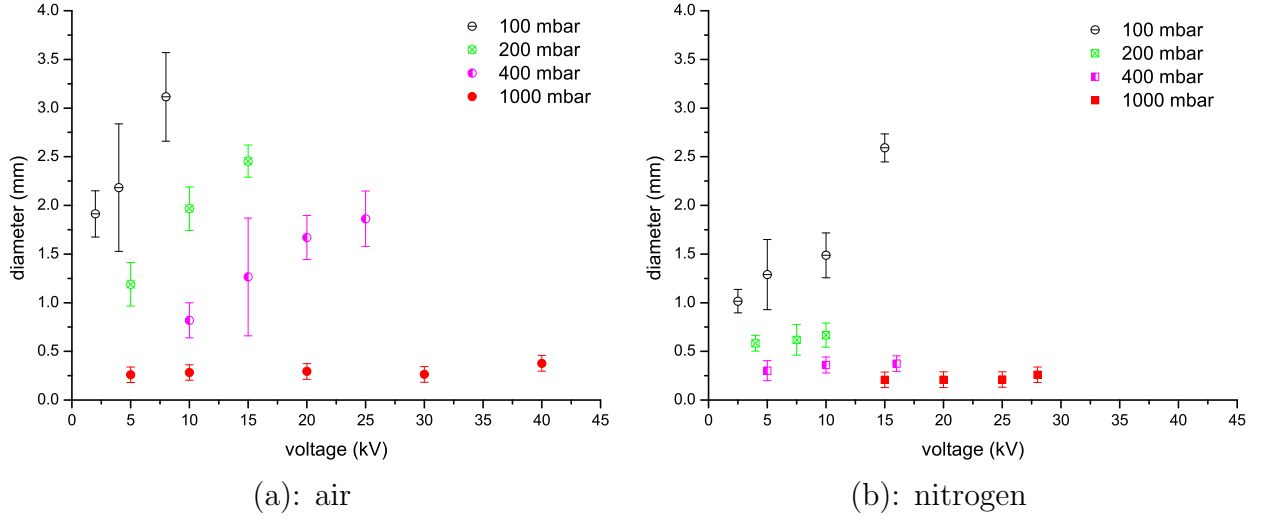 4.0
3.5
3.0
2.5
2.0
1.5
1.0
0.5
0.0
diameter (mm)
100 mbar
200 mbar
400 mbar
1000 mbar
0 5 10 15 20 25 30 35 40 45
voltage (kV)
(a): air
4.0
3.5
3.0
2.5
2.0
1.5
1.0
0.5
0.0
diameter (mm)
100 mbar
200 mbar
400 mbar
1000 mbar
0 5 10 15 20 25 30 35 40 45
voltage (kV)
(b): nitrogen